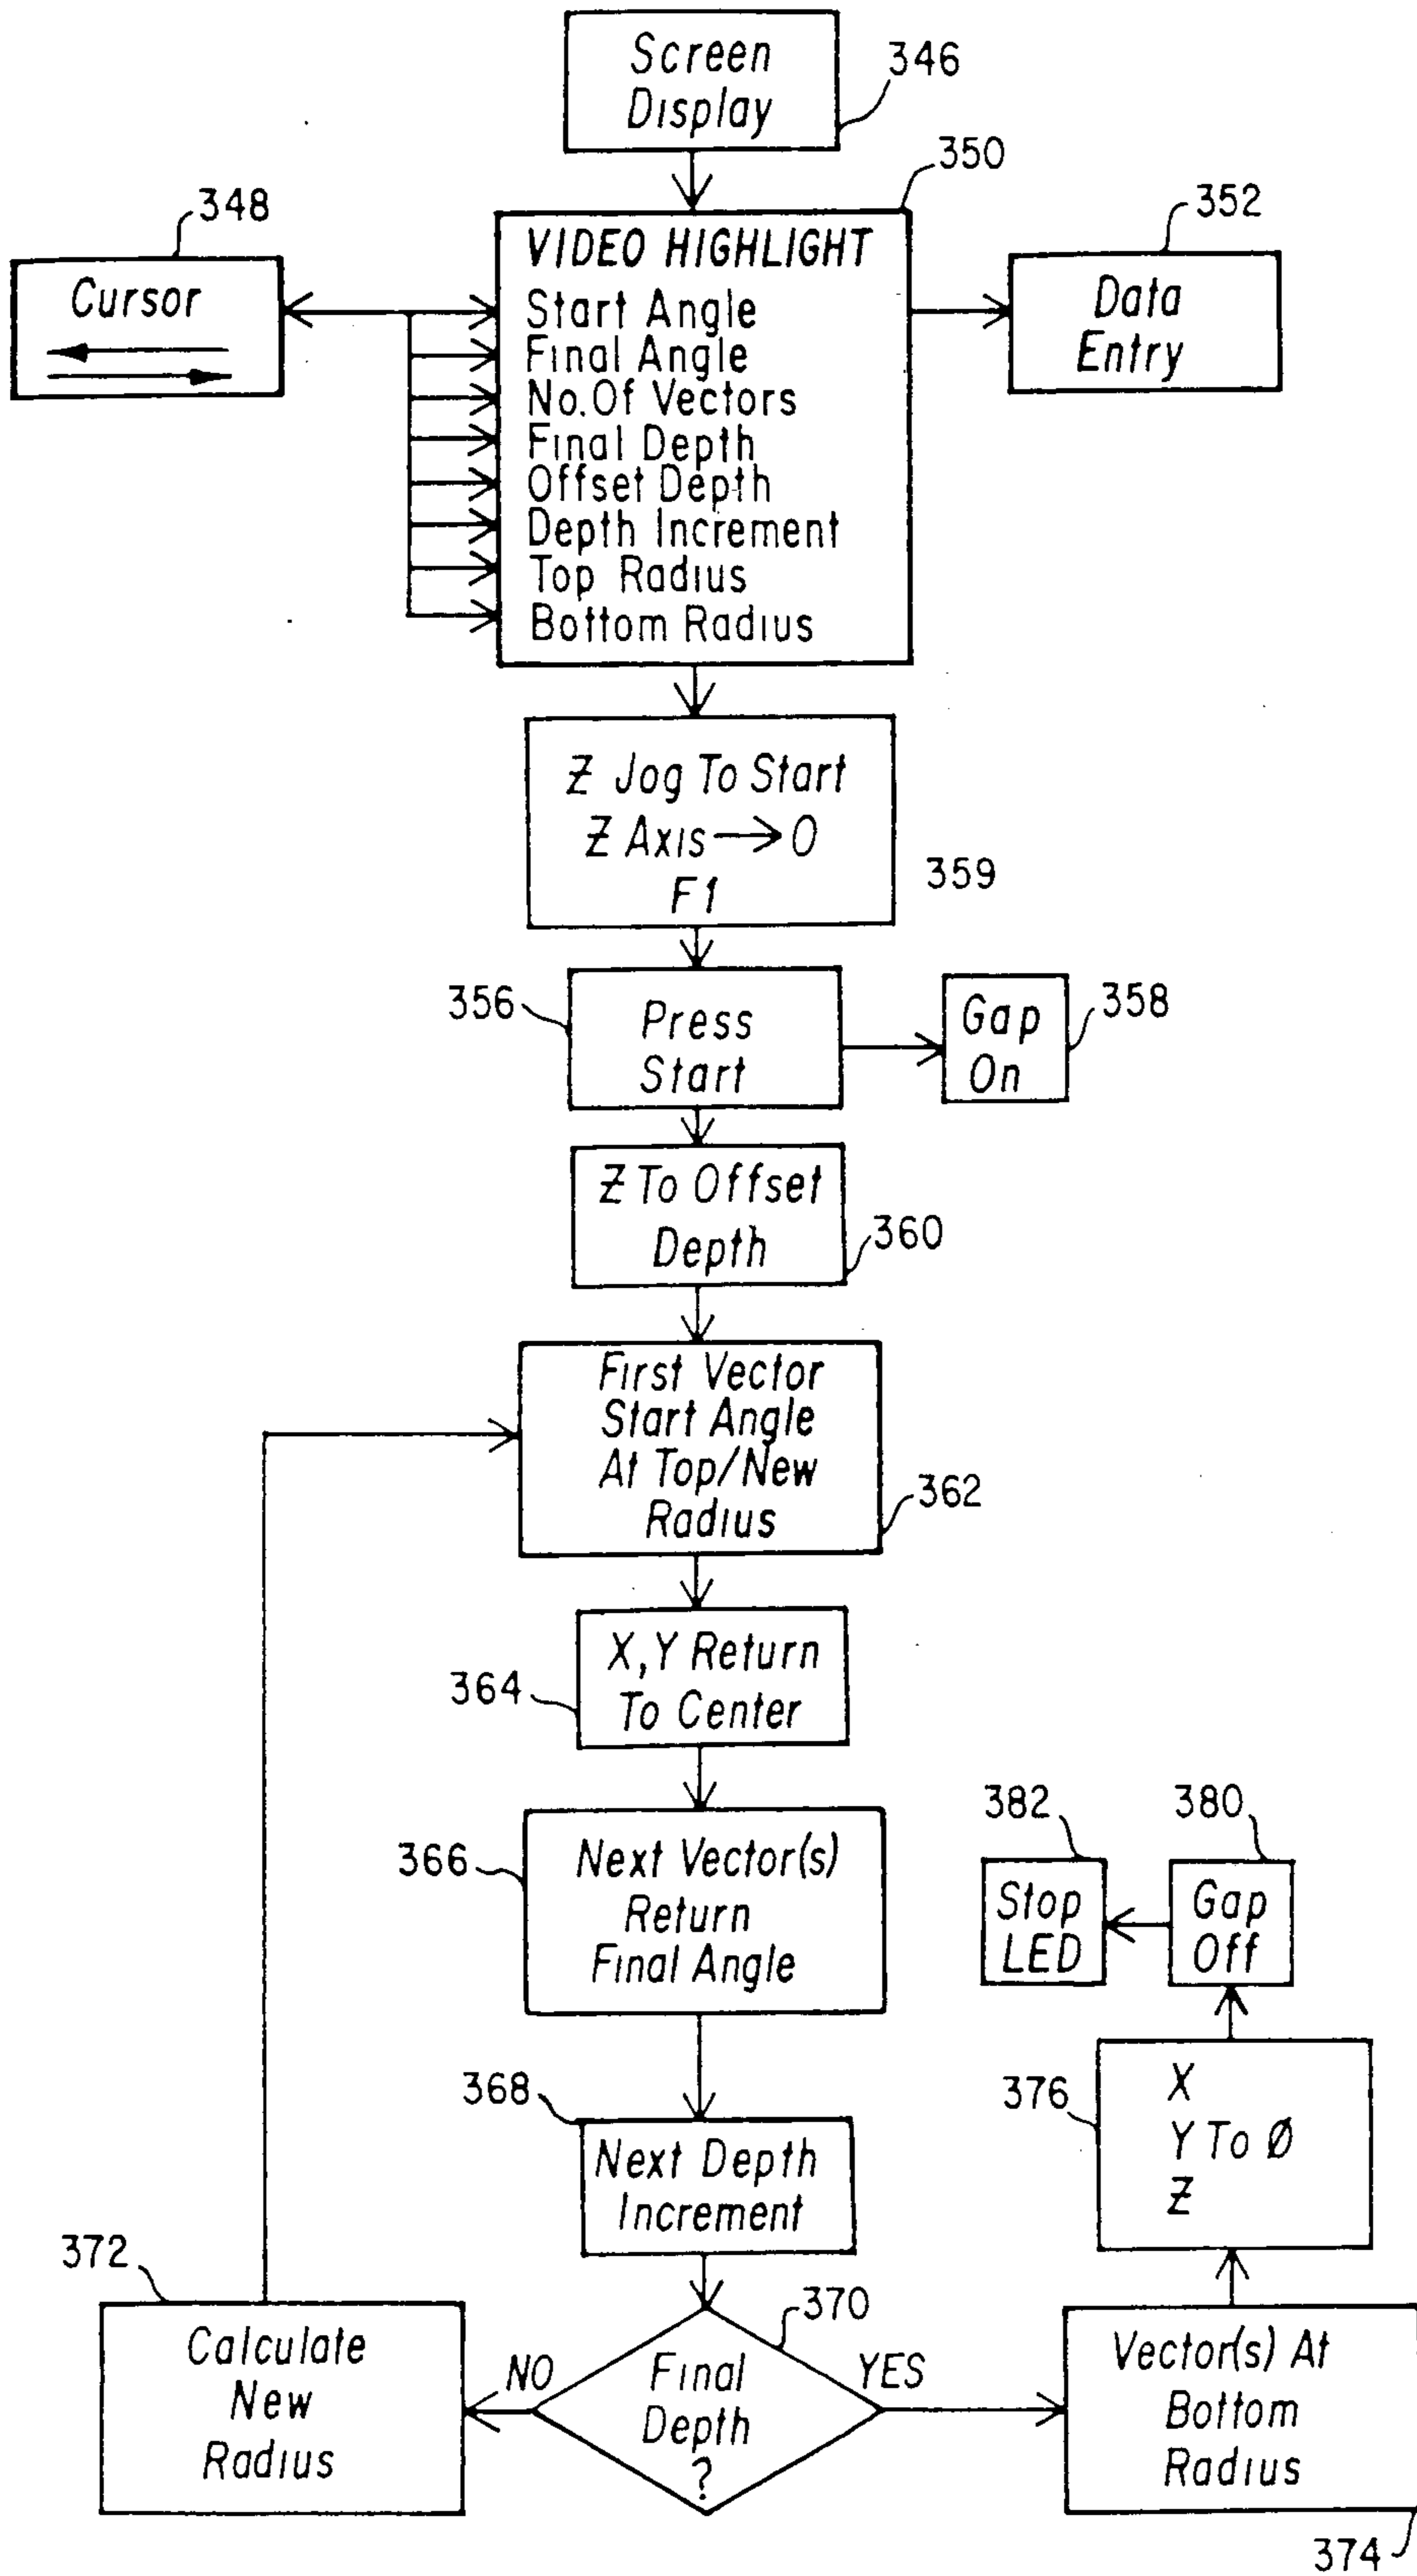 Screen
Display
346
350
348
352
Cursor
VIDEO HIGHLIGHT
Start Angle
Final Angle
No. Of Vectors
Final Depth
Offset Depth
Depth Increment
Top Radius
Bottom Radius
Data
Entry
Z Jog To Start
Z Axis → 0
F1
359
356
Press
Start
Gap
On
358
Z To Offset
Depth
360
First Vector
Start Angle
At Top/New
Radius
362
364
X, Y Return
To Center
366
Next Vector(s)
Return
Final Angle
382
380
Stop
LED
Gap
Off
368
Next Depth
Increment
376
X
Y To Ø
Z
372
Calculate
New
Radius
NO
Final
Depth
?
370
YES
Vector(s) At
Bottom
Radius
374